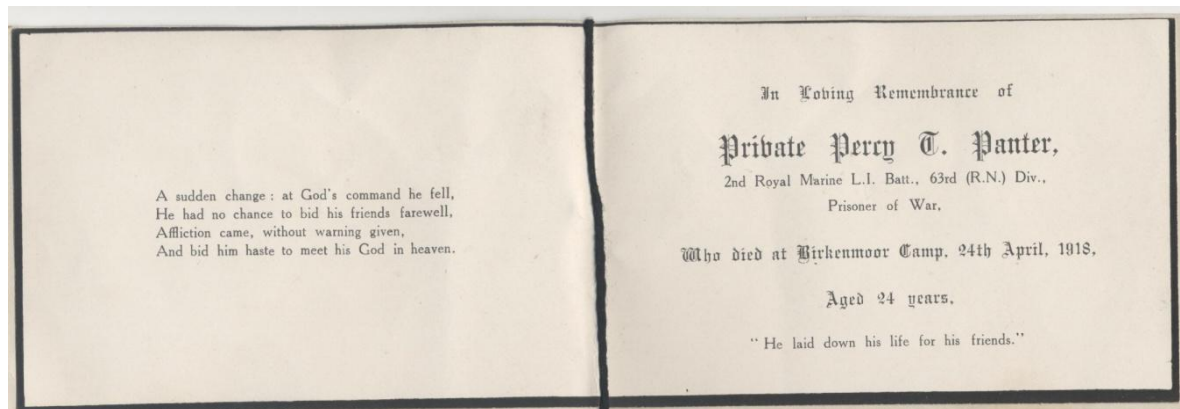 A sudden change : at God's command he fell,
He had no chance to bid his friends farewell,
Affliction came, without warning given,
And bid him haste to meet his God in heaven.
In Loving Remembrance of
Private Percy T. Panter,
2nd Royal Marine L.I. Batt., 63rd (R.N.) Div.,
Prisoner of War,
Who died at Birkenmoor Camp, 24th April, 1918,
Aged 24 years,
"He laid down his life for his friends."